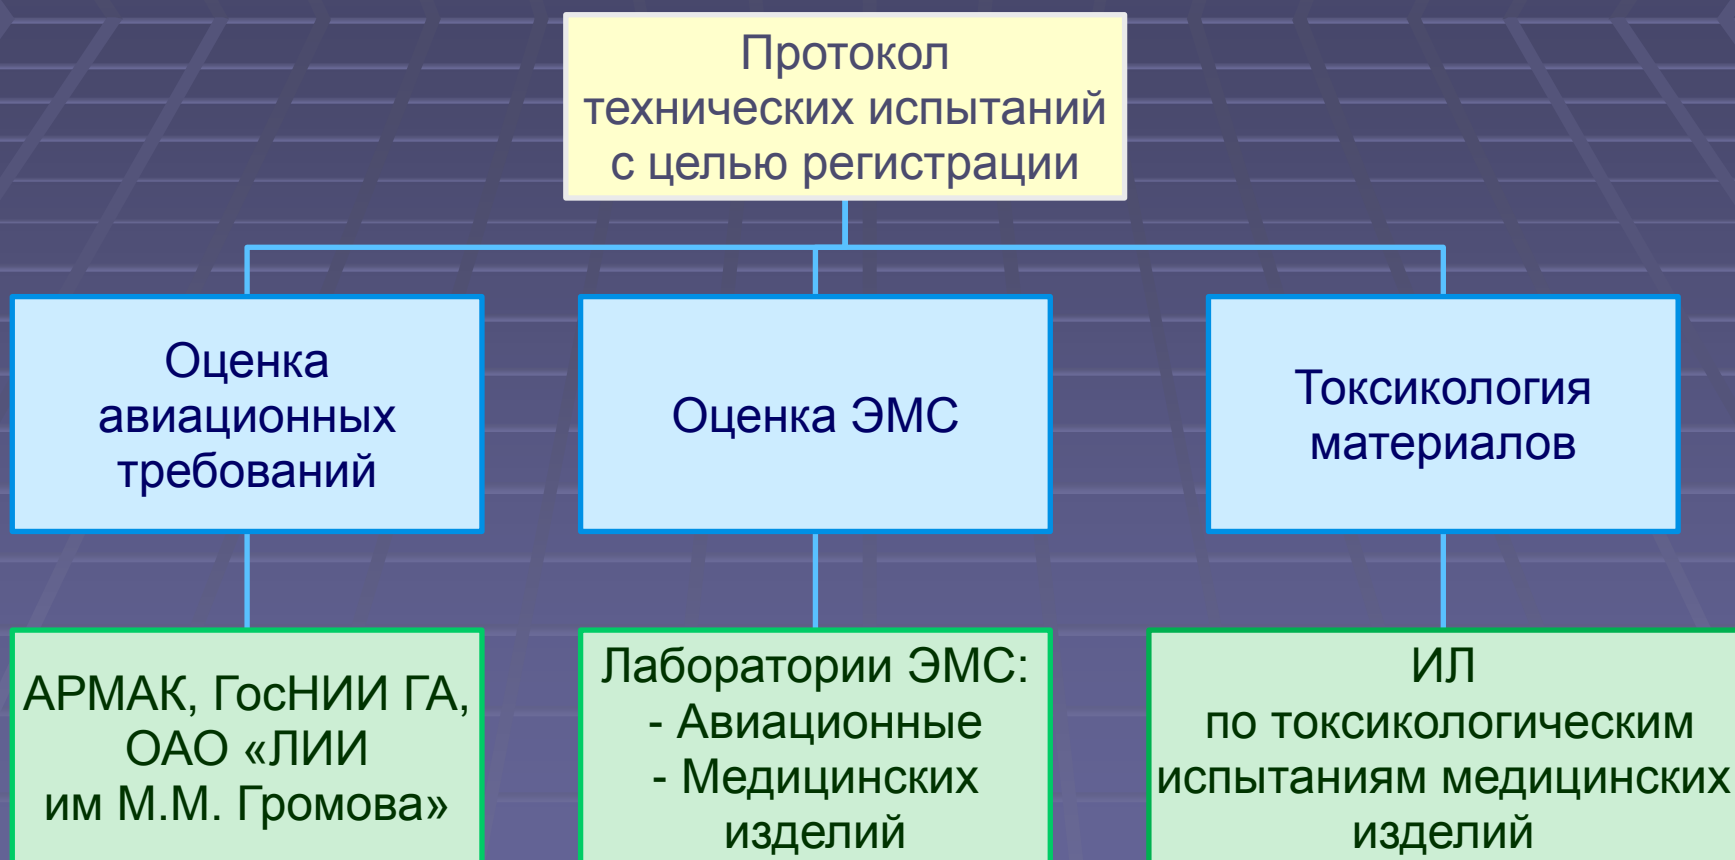 Протокол
технических испытаний
с целью регистрации
Оценка
авиационных
требований
Оценка ЭМС
Токсикология
материалов
АРМАК, ГосНИИ ГА,
ОАО «ЛИИ
им М.М. Громова»
Лаборатории ЭМС:
- Авиационные
- Медицинских
изделий
ИЛ
по токсикологическим
испытаниям медицинских
изделий